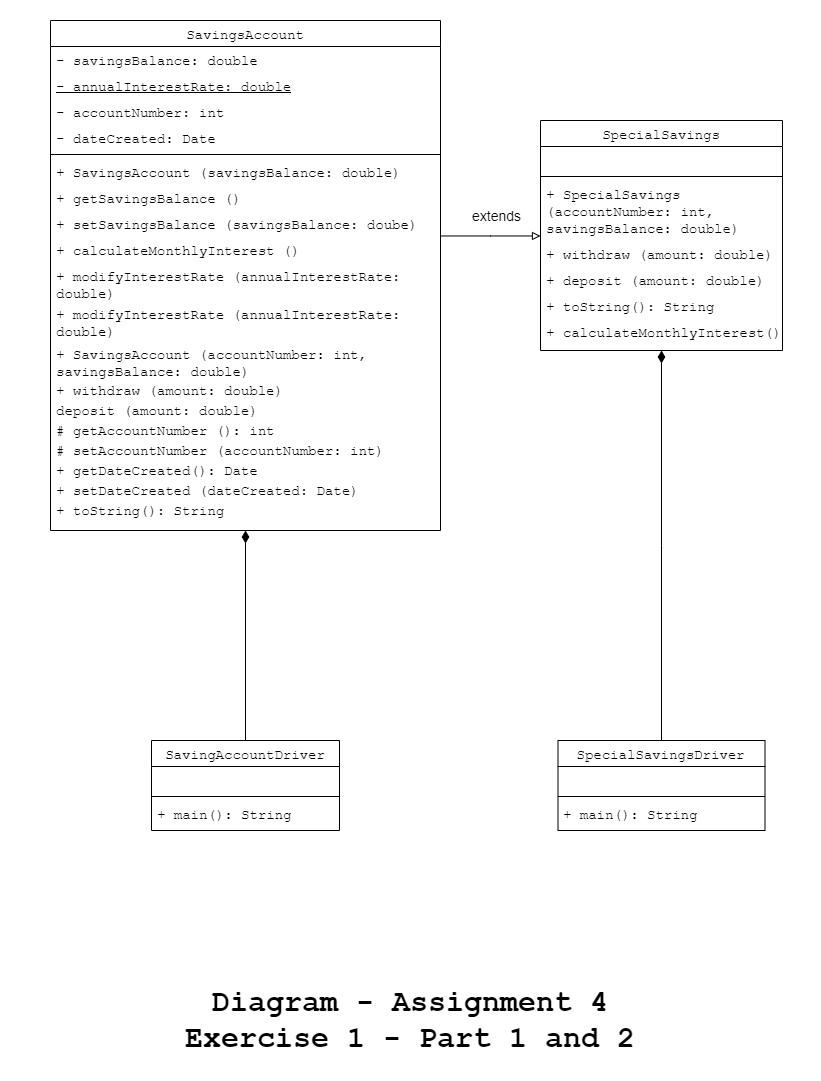 SavingsAccount
- savingsBalance: double
- annualInterestRate: double
- accountNumber: int
- dateCreated: Date
+ SavingsAccount (savingsBalance: double)
+ getSavingsBalance ()
+ setSavingsBalance (savingsBalance: doube)
+ calculateMonthlyInterest ()
+ modifyInterestRate (annualInterestRate:
double)
+ modifyInterestRate (annualInterestRate:
double)
+ SavingsAccount (accountNumber: int,
savingsBalance: double)
+ withdraw (amount: double)
deposit (amount: double)
# getAccountNumber (): int
# setAccountNumber (accountNumber: int)
+ getDateCreated(): Date
+ setDateCreated (dateCreated: Date)
+ toString(): String
extends
SpecialSavings
+ SpecialSavings
(accountNumber: int,
savingsBalance: double)
+ withdraw (amount: double)
+ deposit (amount: double)
+ toString(): String
+ calculateMonthlyInterest()
SavingAccountDriver
+ main(): String
SpecialSavingsDriver
+ main(): String
Diagram - Assignment 4
Exercise 1 - Part 1 and 2